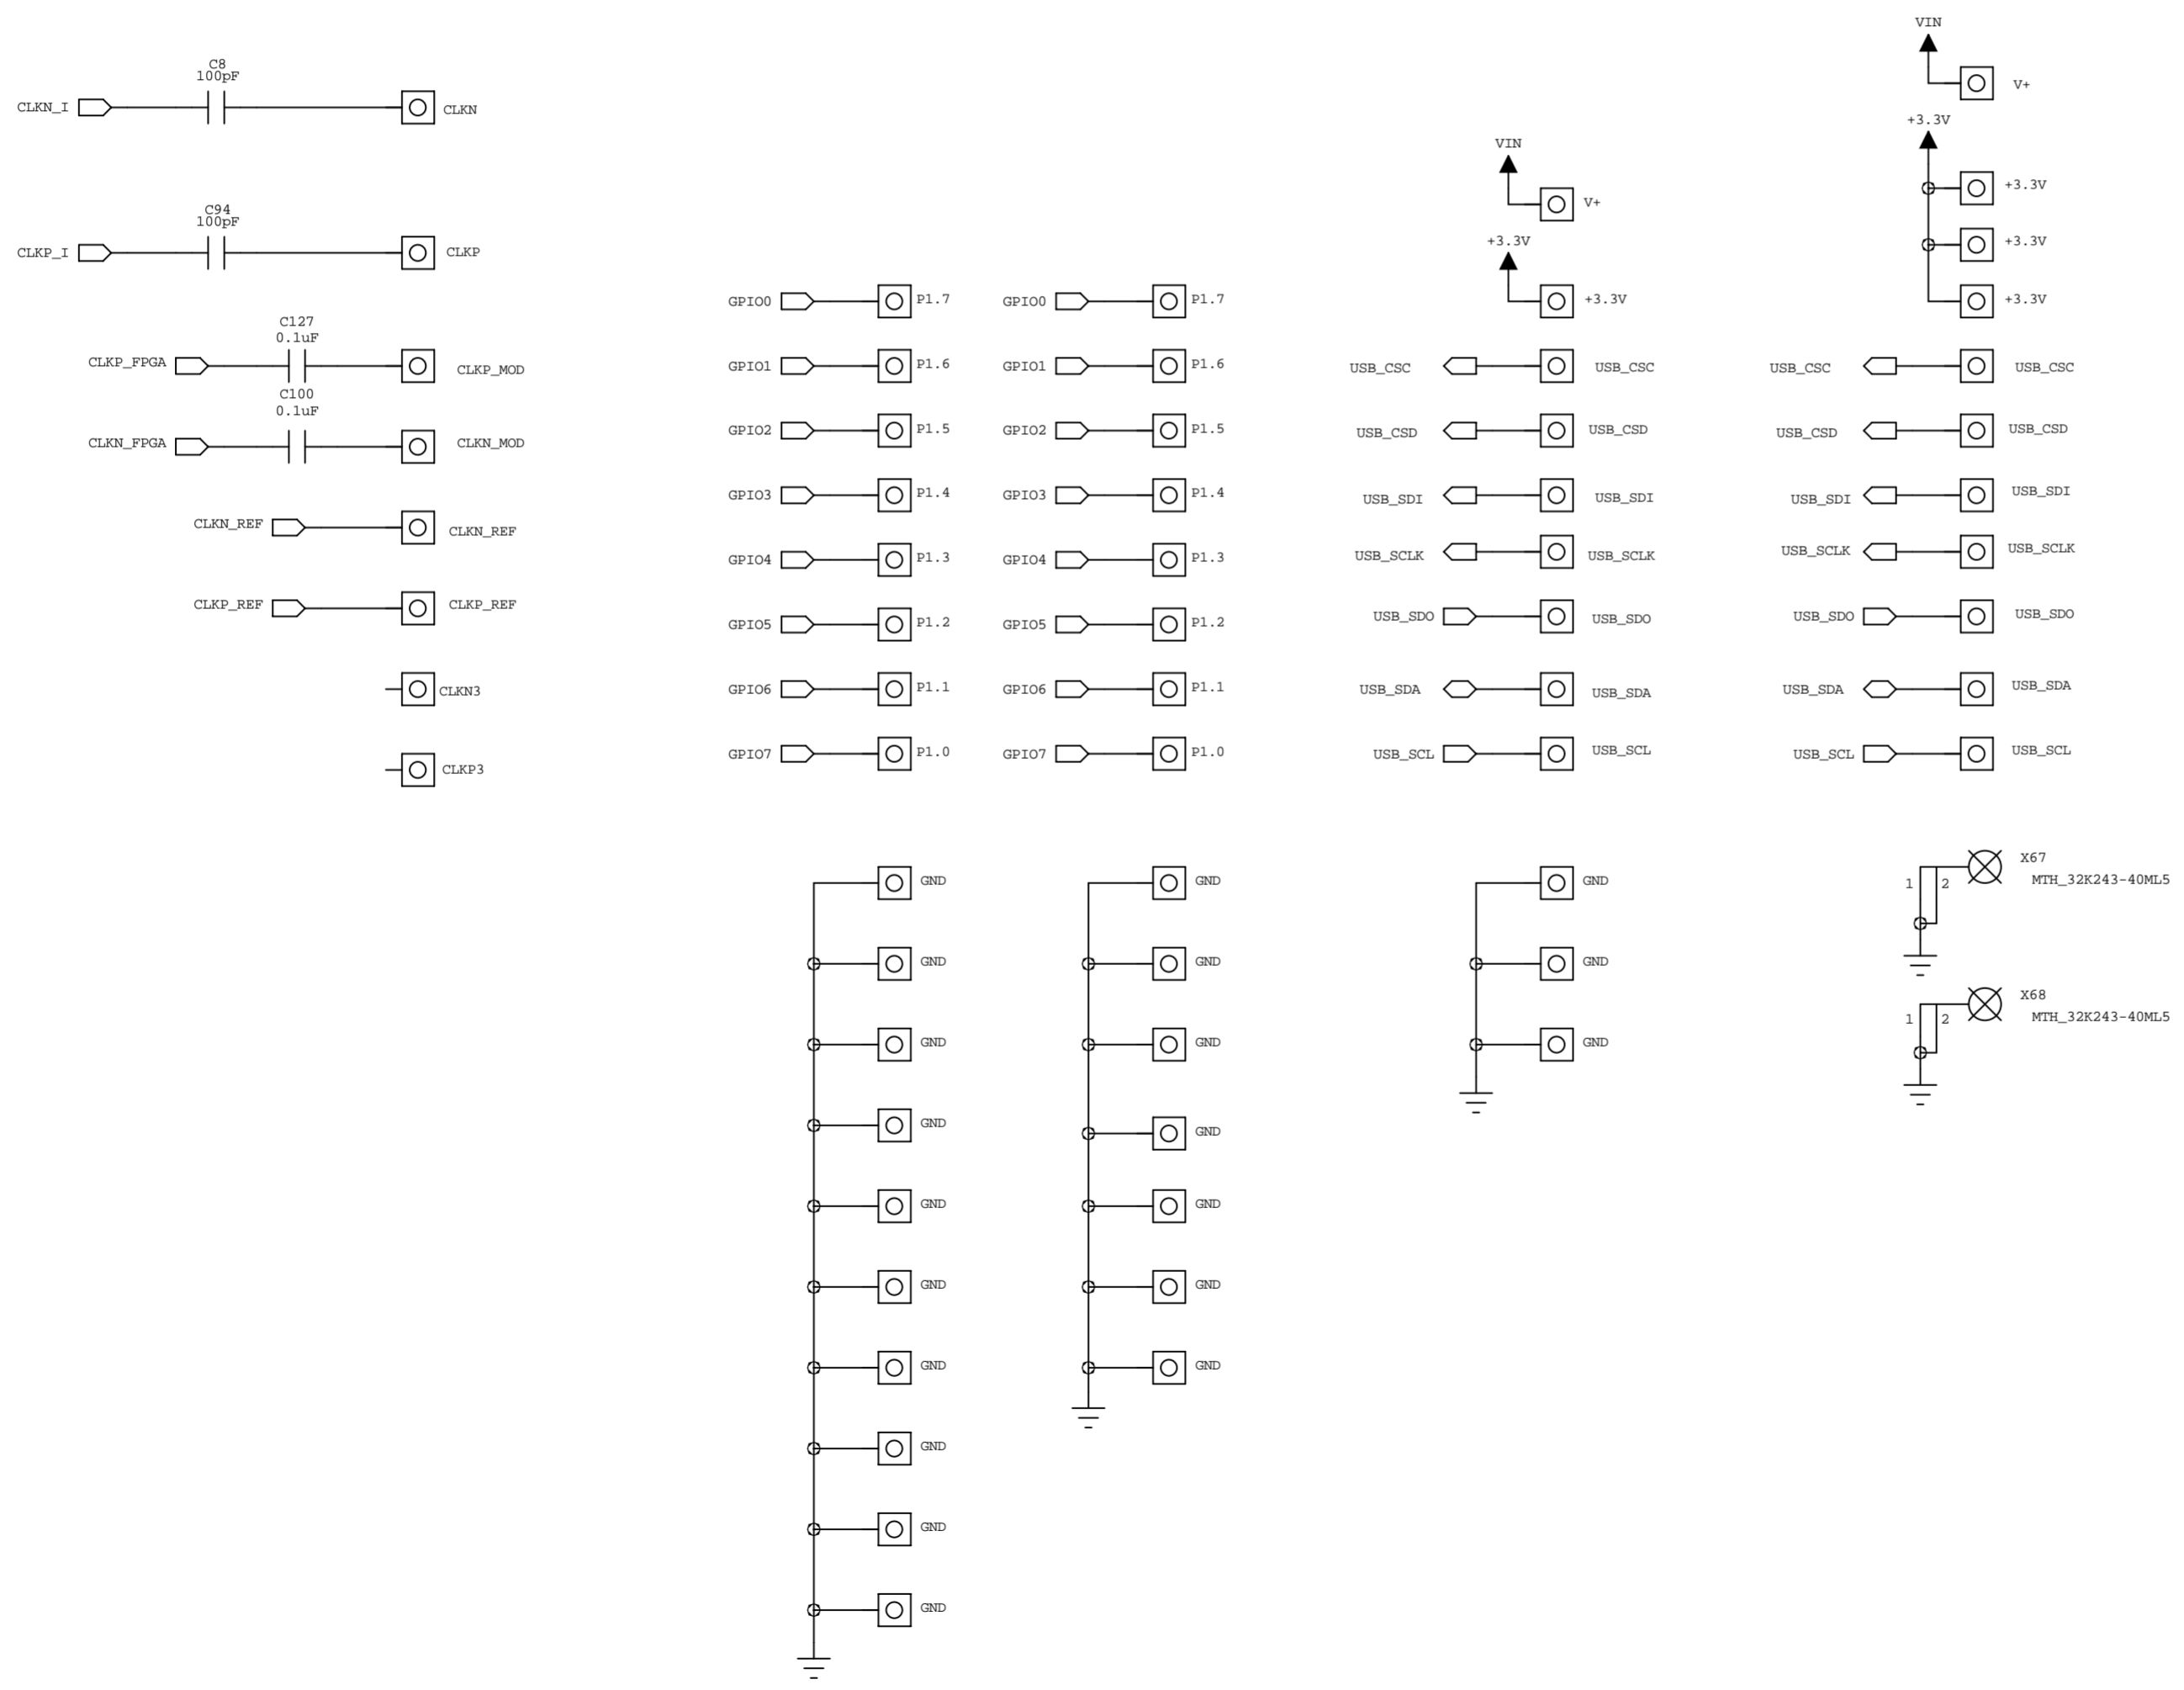 C8
100pF
CLKN_I
CLKN
C94
100pF
CLKP_I
CLKP
C127
0.1uF
CLKP_FPGA
CLKP_MOD
C100
0.1uF
CLKN_FPGA
CLKN_MOD
CLKN_REF
CLKN_REF
CLKP_REF
CLKP_REF
CLKN3
CLKP3
GPIO0
P1.7
GPIO1
P1.6
GPIO2
P1.5
GPIO3
P1.4
GPIO4
P1.3
GPIO5
P1.2
GPIO6
P1.1
GPIO7
P1.0
GND
GND
GND
GND
GND
GND
GND
GND
GND
GND
GPIO0
P1.7
GPIO1
P1.6
GPIO2
P1.5
GPIO3
P1.4
GPIO4
P1.3
GPIO5
P1.2
GPIO6
P1.1
GPIO7
P1.0
GND
GND
GND
GND
GND
GND
GND
VIN
V+
+3.3V
+3.3V
USB_CSC
USB_CSC
USB_CSD
USB_CSD
USB_SDI
USB_SDI
USB_SCLK
USB_SCLK
USB_SDO
USB_SDO
USB_SDA
USB_SDA
USB_SCL
USB_SCL
GND
GND
GND
VIN
V+
+3.3V
+3.3V
+3.3V
+3.3V
USB_CSC
USB_CSC
USB_CSD
USB_CSD
USB_SDI
USB_SDI
USB_SCLK
USB_SCLK
USB_SDO
USB_SDO
USB_SDA
USB_SDA
USB_SCL
USB_SCL
X67
MTH_32K243-40ML5
1 2
X68
MTH_32K243-40ML5
1 2